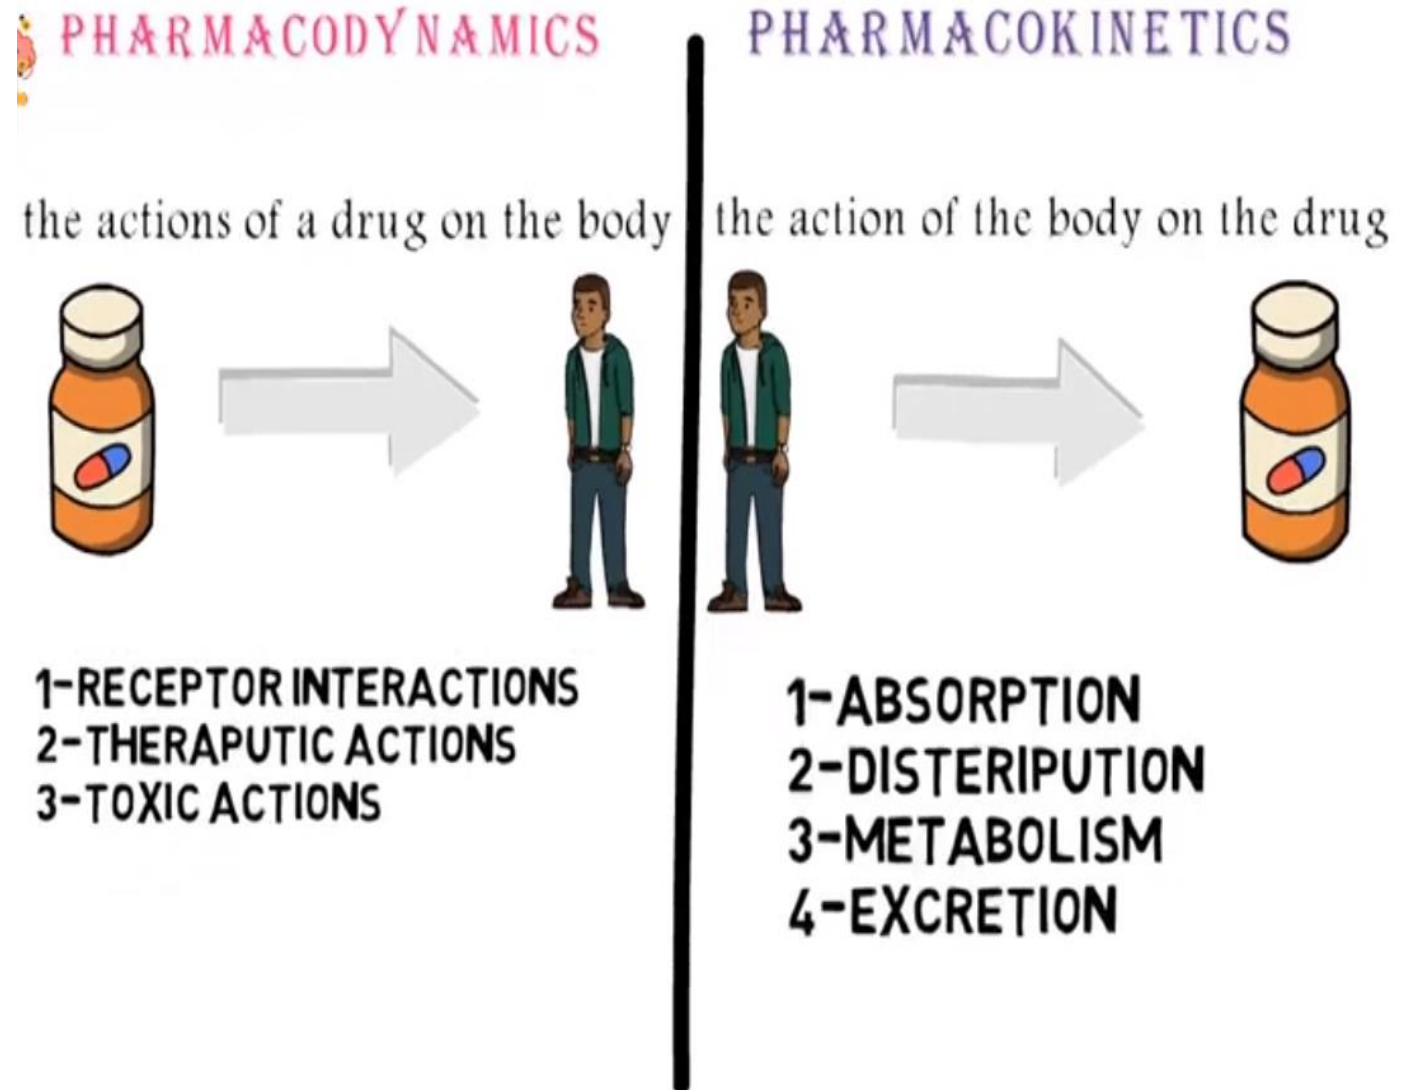 PHARMACODYNAMICS
the actions of a drug on the body
1-RECEPTOR INTERACTIONS
2-THERAPUTIC ACTIONS
3-TOXIC ACTIONS
PHARMACOKINETICS
the action of the body on the drug
1-ABSORPTION
2-DISTERIPUTION
3-METABOLISM
4-EXCRETION